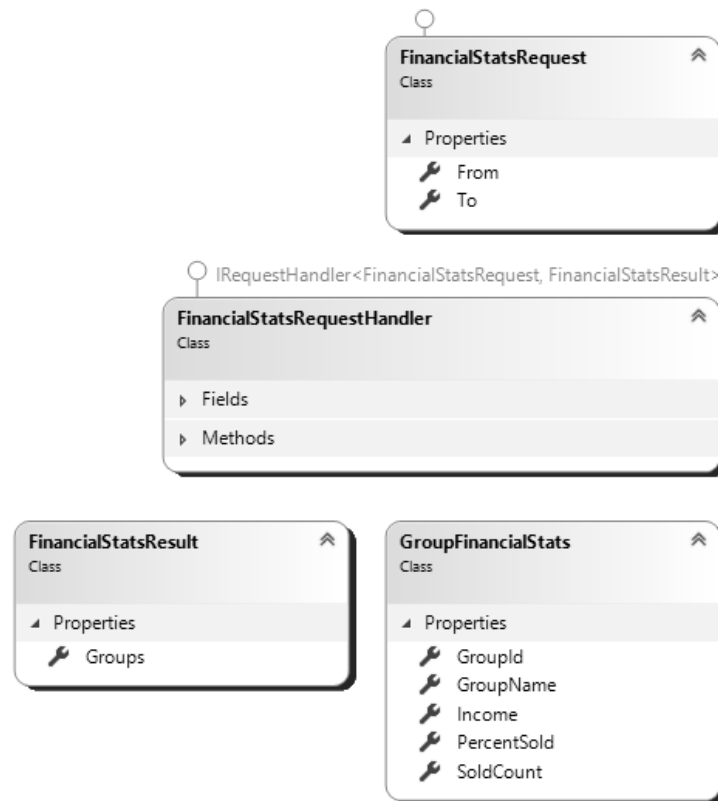 FinancialStatsRequest
Class
Properties
From
To
IRequestHandler<FinancialStatsRequest, FinancialStatsResult>
FinancialStatsRequestHandler
Class
Fields
Methods
FinancialStatsResult
Class
Properties
Groups
GroupFinancialStats
Class
Properties
GroupId
GroupName
Income
PercentSold
SoldCount